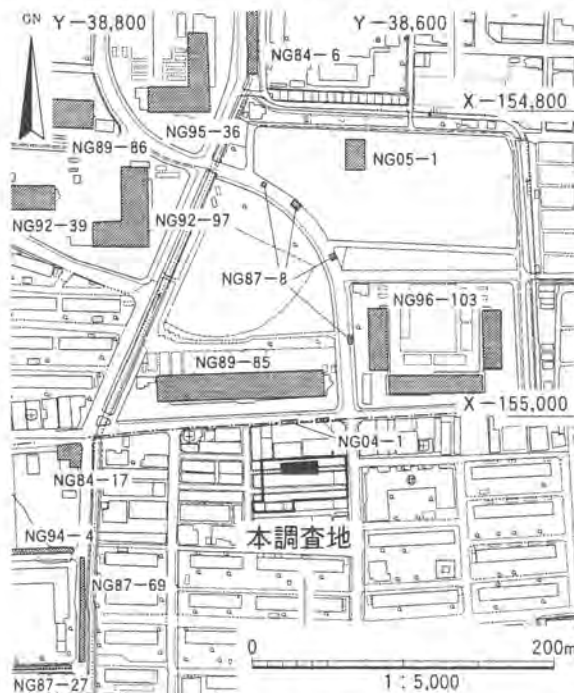 GN
Y-38,800
Y-38,600
NG84-6
X-154,800
NG95-36
NG89-86
NG05-1
NG92-39
NG92-97
NG87-8
NG96-103
NG89-85
X-155,000
NG04-1
NG84-17
NG94-4
本調査地
NG87-69
0
200m
1:5,000
NG87-27